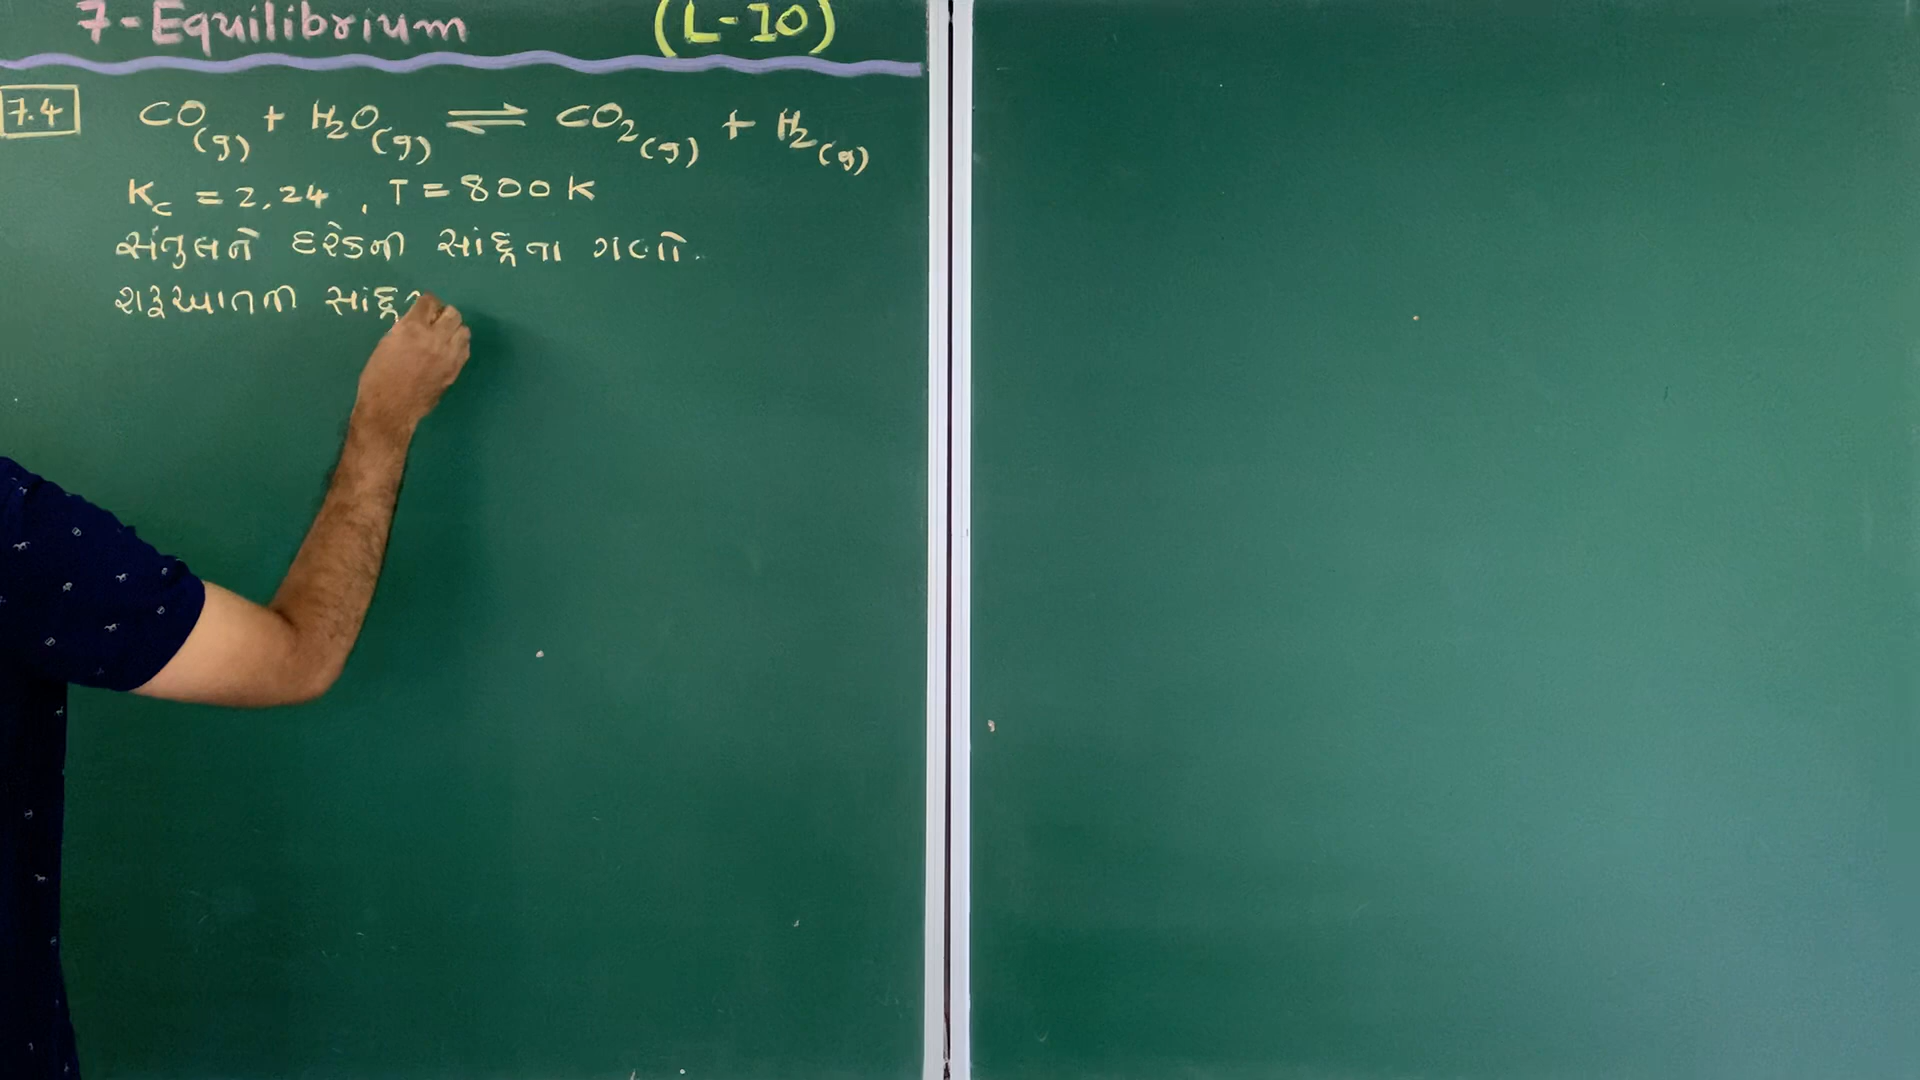 7-Equilibrium (L-10)
7.4 CO(g) + H2O(g) ⇌ CO2(g) + H2(g)
Kc = 2.24, T = 800 K
સંતુલને દરેકની સાંદ્રતા ગણો.
શરૂઆતની